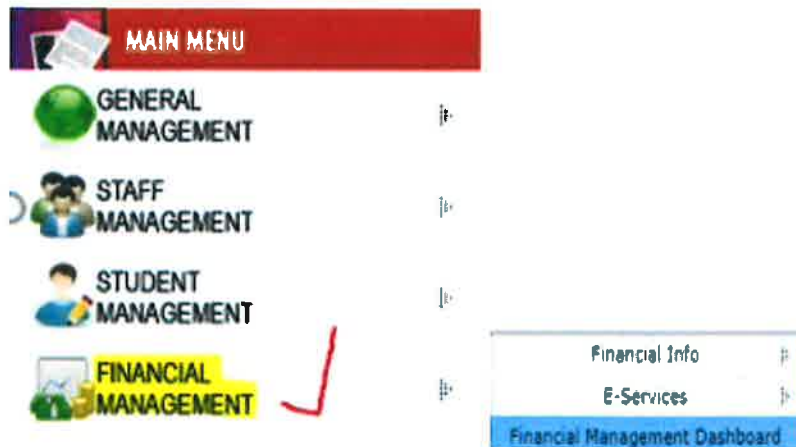 MAIN MENU
GENERAL
MANAGEMENT
STAFF
MANAGEMENT
STUDENT
MANAGEMENT
FINANCIAL
MANAGEMENT
Financial Info
E-Services
Financial Management Dashboard